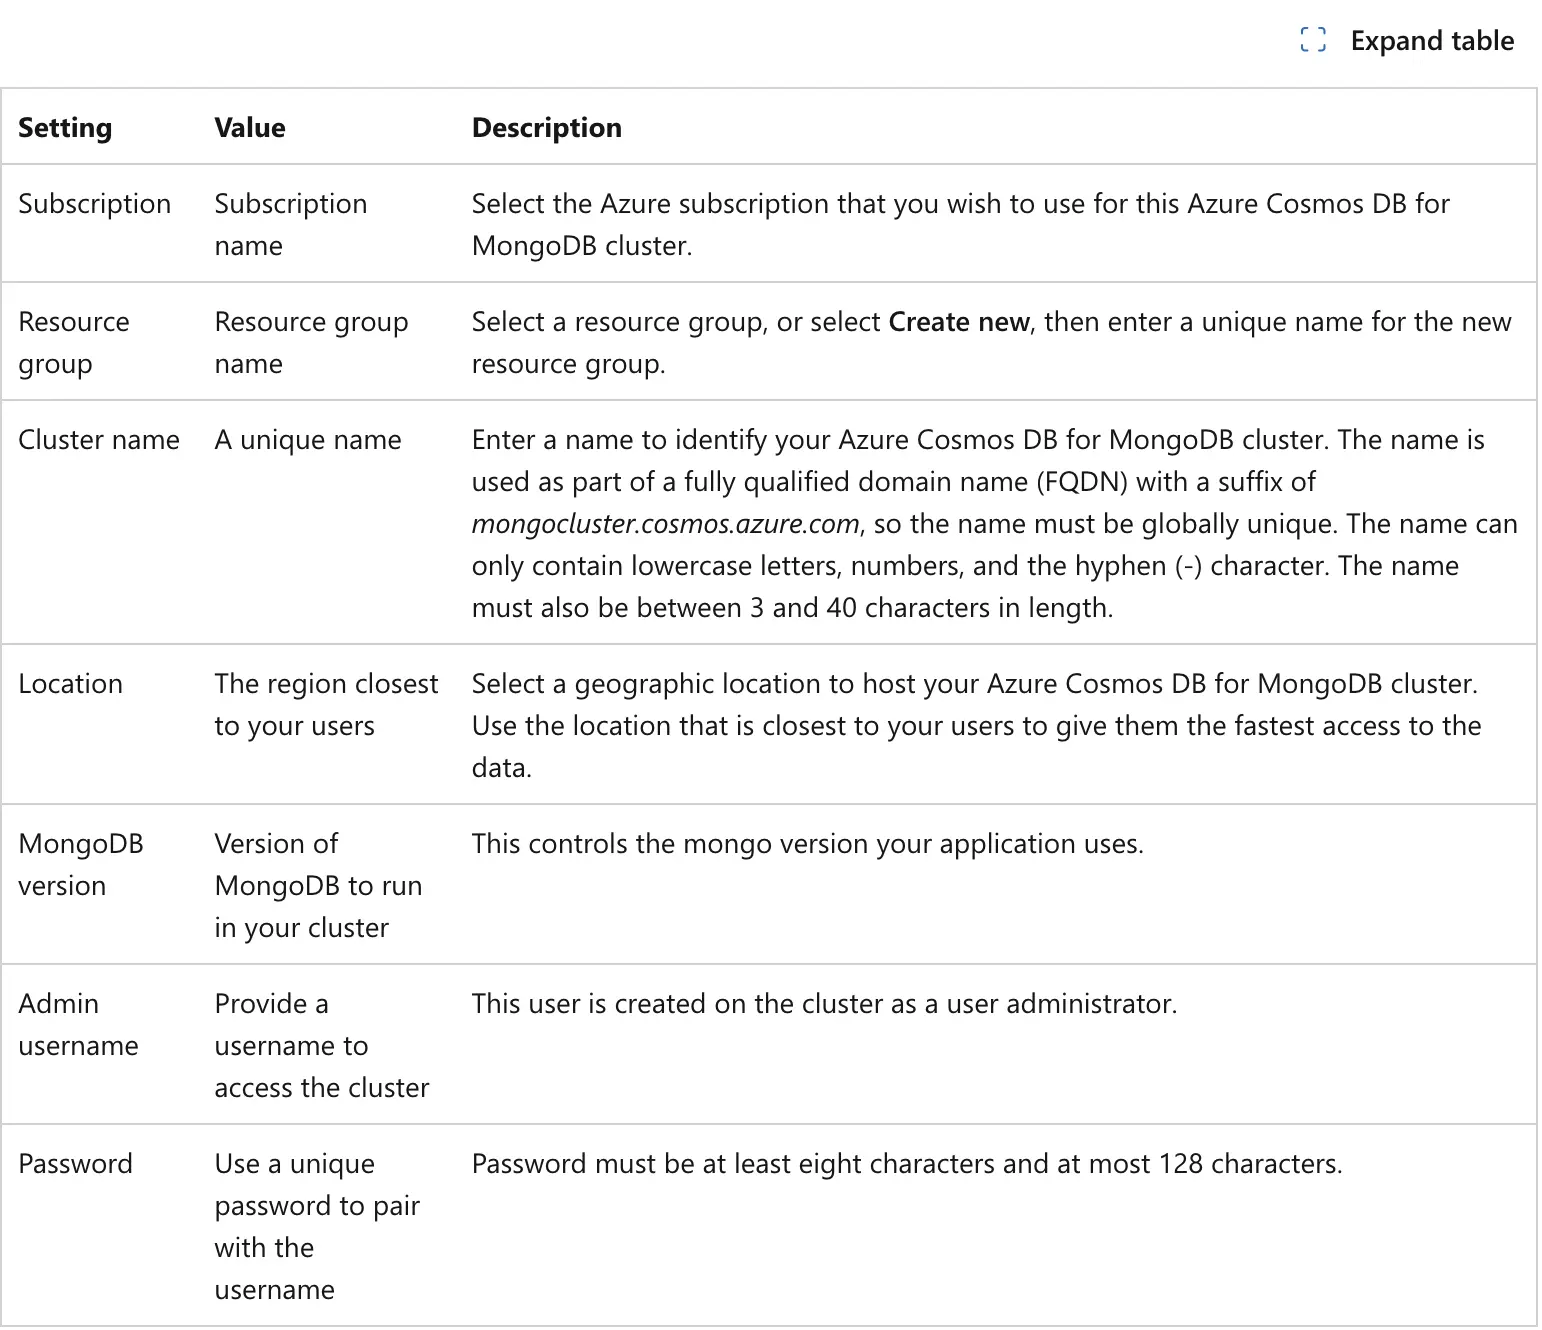 Expand table
Setting Value Description
Subscription Subscription name Select the Azure subscription that you wish to use for this Azure Cosmos DB for
MongoDB cluster.
Resource group Resource group name Select a resource group, or select Create new, then enter a unique name for the new
resource group.
Cluster name A unique name Enter a name to identify your Azure Cosmos DB for MongoDB cluster. The name is
used as part of a fully qualified domain name (FQDN) with a suffix of
mongocluster.cosmos.azure.com, so the name must be globally unique. The name can
only contain lowercase letters, numbers, and the hyphen (-) character. The name
must also be between 3 and 40 characters in length.
Location The region closest to your users Select a geographic location to host your Azure Cosmos DB for MongoDB cluster.
Use the location that is closest to your users to give them the fastest access to the
data.
MongoDB version Version of MongoDB to run in your cluster This controls the mongo version your application uses.
Admin username Provide a username to access the cluster This user is created on the cluster as a user administrator.
Password Use a unique password to pair with the username Password must be at least eight characters and at most 128 characters.